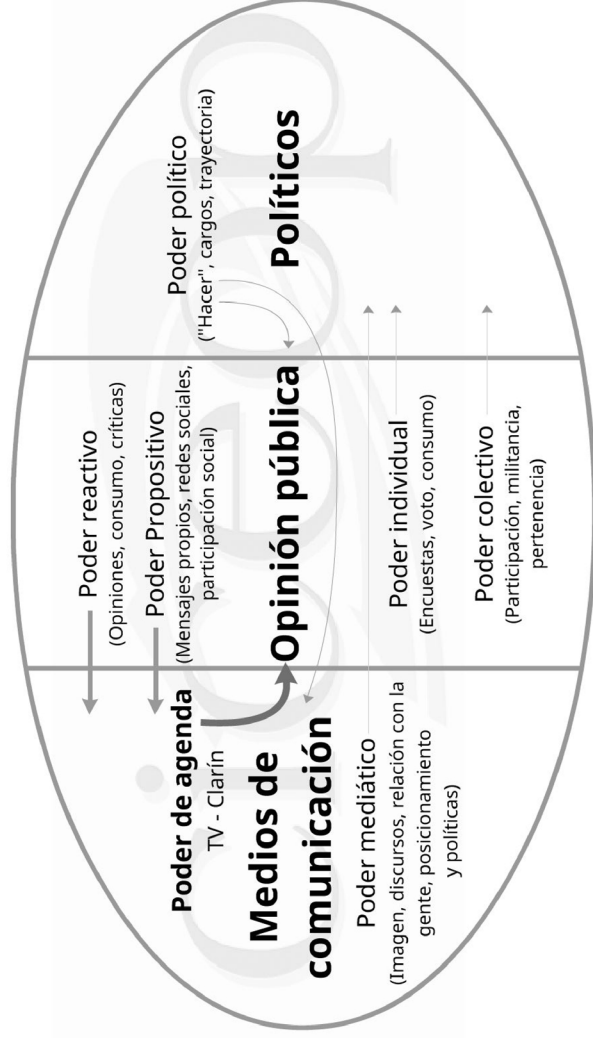 Poder reactivo
(Opiniones, consumo, críticas)
Poder Propositivo
(Mensajes propios, redes sociales,
participación social)
Poder político
("Hacer", cargos, trayectoria)
Poder de agenda
TV - Clarín
Medios de
comunicación
Opinión pública
Políticos
Poder mediático
(Imagen, discursos, relación con la
gente, posicionamiento
y políticas)
Poder individual
(Encuestas, voto, consumo)
Poder colectivo
(Participación, militancia,
pertenencia)